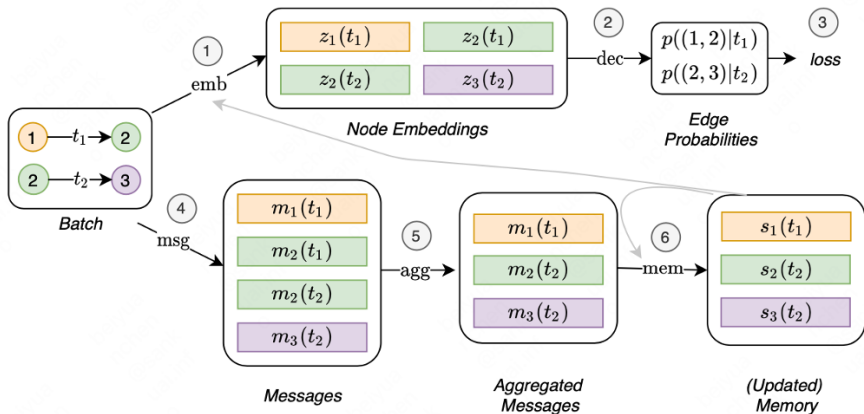 1
emb
z₁(t₁) z₂(t₁)
z₂(t₂) z₃(t₂)
Node Embeddings
2
dec
p((1, 2)|t₁)
p((2, 3)|t₂)
Edge
Probabilities
3
loss
1 t₁ 2
2 t₂ 3
Batch
4
msg
m₁(t₁)
m₂(t₁)
m₂(t₂)
m₃(t₂)
Messages
5
agg
m₁(t₁)
m₂(t₂)
m₃(t₂)
Aggregated
Messages
6
mem
s₁(t₁)
s₂(t₂)
s₃(t₂)
(Updated)
Memory